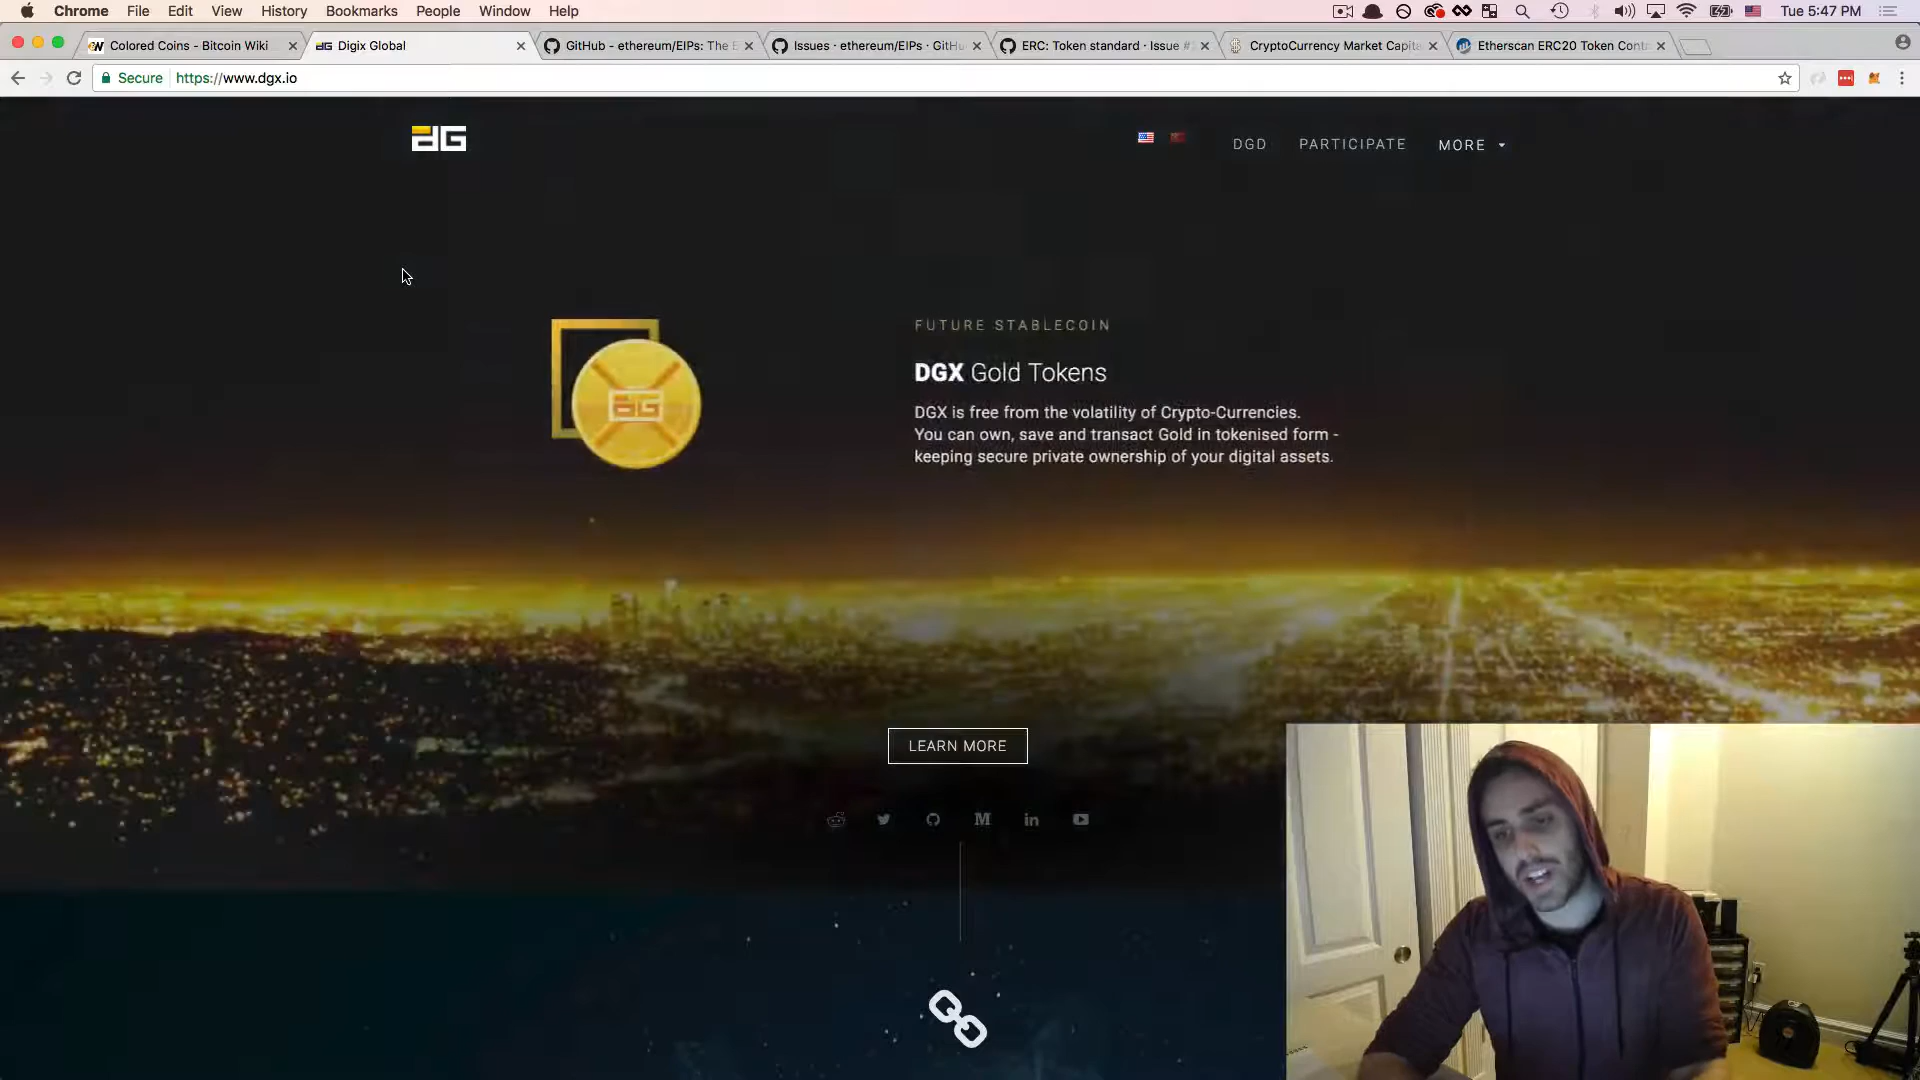 Chrome File Edit View History Bookmarks People Window Help Tue 5:47 PM
Colored Coins - Bitcoin Wiki
Digix Global
GitHub - ethereum/EIPs: The E
Issues · ethereum/EIPs · GitHu
ERC: Token standard · Issue #
CryptoCurrency Market Capit
Etherscan ERC20 Token Cont
Secure https://www.dgx.io
DGD PARTICIPATE MORE
FUTURE STABLECOIN
DGX Gold Tokens
DGX is free from the volatility of Crypto-Currencies.
You can own, save and transact Gold in tokenised form -
keeping secure private ownership of your digital assets.
LEARN MORE